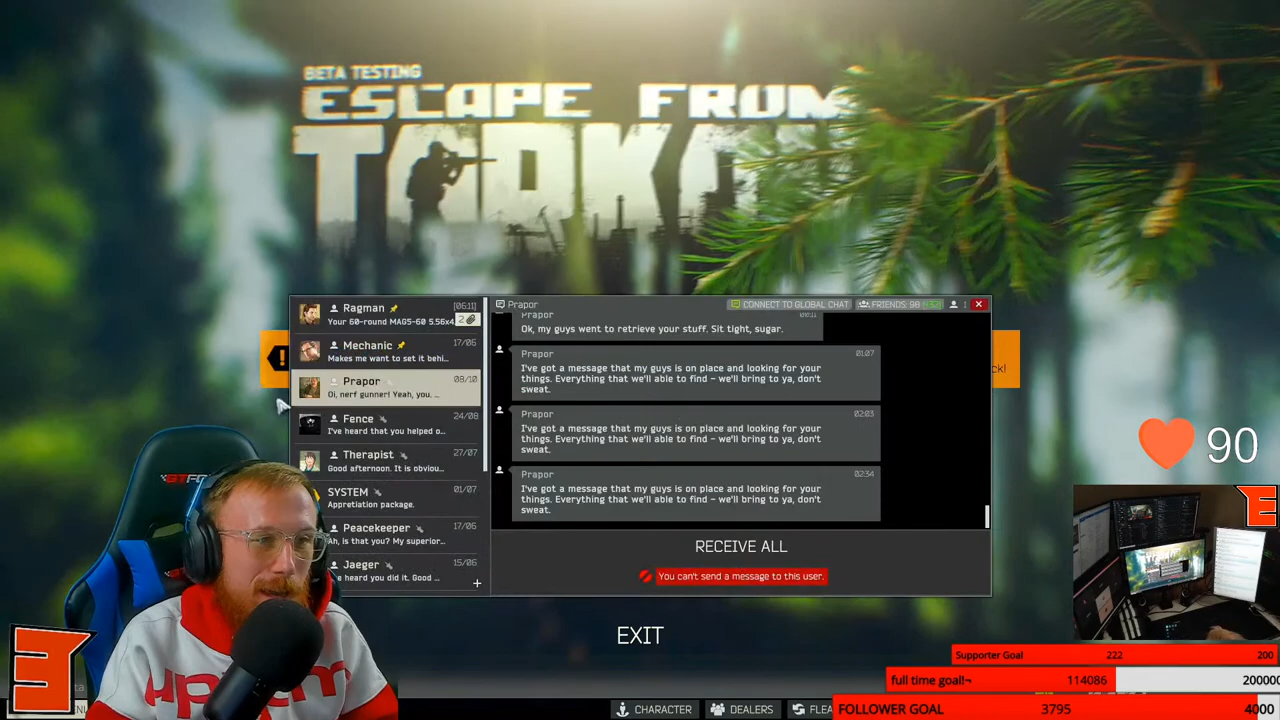 BETA TESTING
ESCAPE FROM
Ragman
[06:11]
Your 60-round MAG5-60 5.56x4
2
Mechanic
17/06
Makes me want to set it behi...
Prapor
08/10
Oi, nerf gunner! Yeah, you. ...
Fence
24/08
I've heard that you helped o...
Therapist
27/07
Good afternoon. It is obviou...
SYSTEM
01/07
Appretiation package.
Peacekeeper
17/06
Ah, is that you? My superior...
Jaeger
15/06
heard you did it. Good ...
+
Prapor
CONNECT TO GLOBAL CHAT
FRIENDS: 98
1
Prapor
Ok, my guys went to retrieve your stuff. Sit tight, sugar.
Prapor
01:07
I've got a message that my guys is on place and looking for your
things. Everything that we'll able to find – we'll bring to ya, don't
sweat.
Prapor
02:03
I've got a message that my guys is on place and looking for your
things. Everything that we'll able to find – we'll bring to ya, don't
sweat.
Prapor
02:34
I've got a message that my guys is on place and looking for your
things. Everything that we'll able to find – we'll bring to ya, don't
sweat.
RECEIVE ALL
You can't send a message to this user.
ck!
EXIT
90
Supporter Goal 222 200
full time goal!¬ 114086 200000
FOLLOWER GOAL 3795 4000
CHARACTER
DEALERS
FLEA